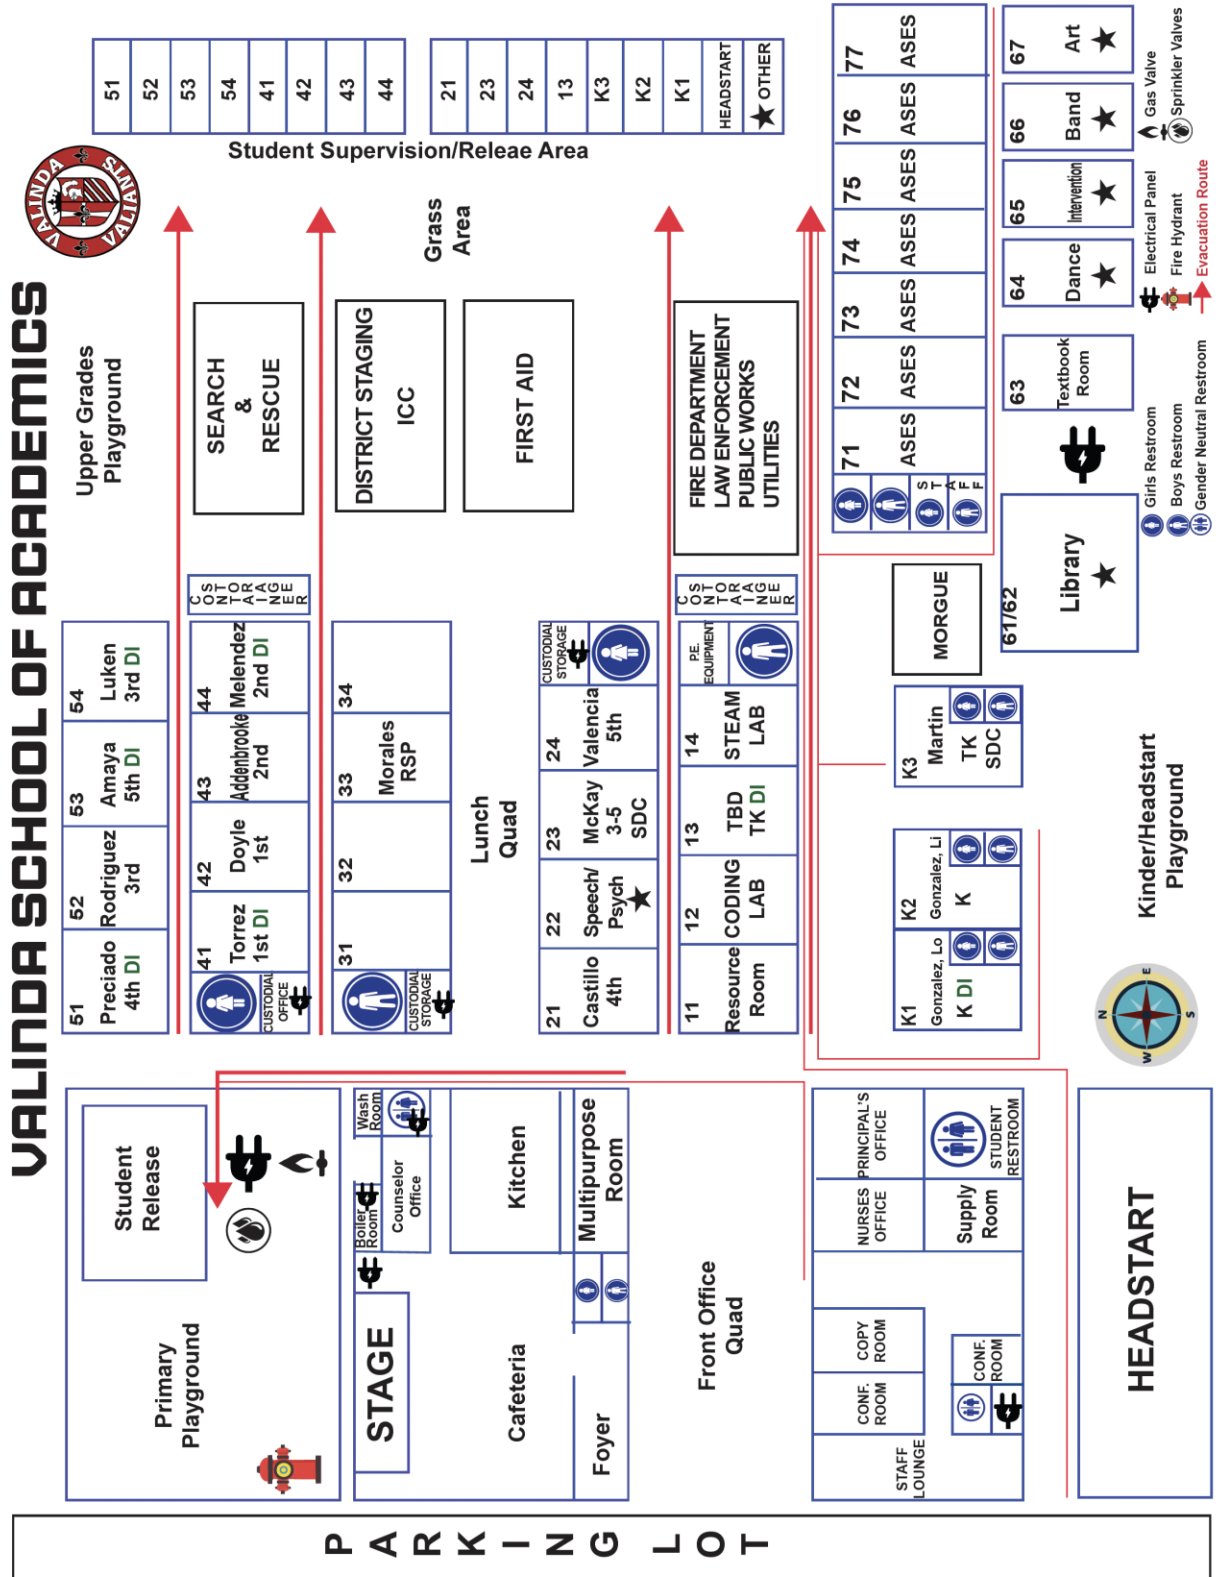 VALINDA SCHOOL OF ACADEMICS
VALINDA
VALIANTS
Upper Grades
Playground
51
52
53
54
41
42
43
44
21
23
24
13
K3
K2
K1
HEADSTART
OTHER
Student Supervision/Releae Area
Grass
Area
SEARCH
&
RESCUE
DISTRICT STAGING
ICC
FIRST AID
FIRE DEPARTMENT
LAW ENFORCEMENT
PUBLIC WORKS
UTILITIES
51
Preciado
4th DI
52
Rodriguez
3rd
53
Amaya
5th DI
54
Luken
3rd DI
CUSTODIAL
OFFICE
41
Torrez
1st DI
42
Doyle
1st
43
Addenbrooke
2nd
44
Melendez
2nd DI
CONTAINER
STORAGE
CUSTODIAL
STORAGE
31
32
33
Morales
RSP
34
Lunch
Quad
21
Castillo
4th
22
Speech/
Psych
23
McKay
3-5
SDC
24
Valencia
5th
CUSTODIAL
STORAGE
11
Resource
Room
12
CODING
LAB
13
TBD
TK DI
14
STEAM
LAB
P.E.
EQUIPMENT
CONTAINER
STORAGE
K1
Gonzalez, Lo
K DI
K2
Gonzalez, Li
K
K3
Martin
TK
SDC
MORGUE
STAFF
71
ASES
72
ASES
73
ASES
74
ASES
75
ASES
76
ASES
77
ASES
61/62
Library
63
Textbook
Room
64
Dance
65
Intervention
66
Band
67
Art
Kinder/Headstart
Playground
N
E
S
W
Girls Restroom
Boys Restroom
Gender Neutral Restroom
Electrical Panel
Fire Hydrant
Evacuation Route
Gas Valve
Sprinkler Valves
Student
Release
Primary
Playground
STAGE
Boiler
Room
Wash
Room
Counselor
Office
Kitchen
Cafeteria
Multipurpose
Room
Foyer
Front Office
Quad
STAFF
LOUNGE
CONF.
ROOM
COPY
ROOM
NURSES
OFFICE
PRINCIPAL'S
OFFICE
CONF.
ROOM
Supply
Room
STUDENT
RESTROOM
HEADSTART
PARKING LOT